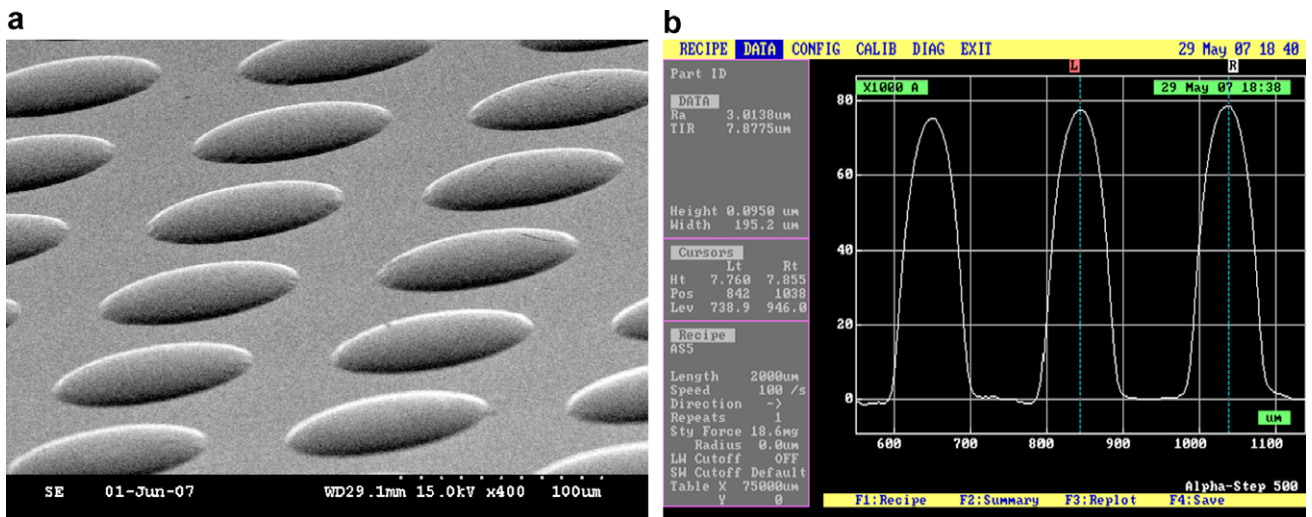 a
SE 01-Jun-07 WD29.1mm 15.0kV x400 100um
b
RECIPE DATA CONFIG CALIB DIAG EXIT 29 May 07 18 40
Part ID
DATA
Ra 3.0138um
TIR 7.8775um
Height 0.0950 um
Width 195.2 um
Cursors
Lt Rt
Ht 7.760 7.855
Pos 842 1038
Lev 738.9 946.0
Recipe
AS5
Length 2000um
Speed 100 /s
Direction ->
Repeats 1
Sty Force 18.6mg
Radius 0.0um
LW Cutoff OFF
SW Cutoff Default
Table X 75000um
Y 0
L R
X1000 A 29 May 07 18:38
80
60
40
20
0
um
600 700 800 900 1000 1100
Alpha-Step 500
F1:Recipe F2:Summary F3:Replot F4:Save